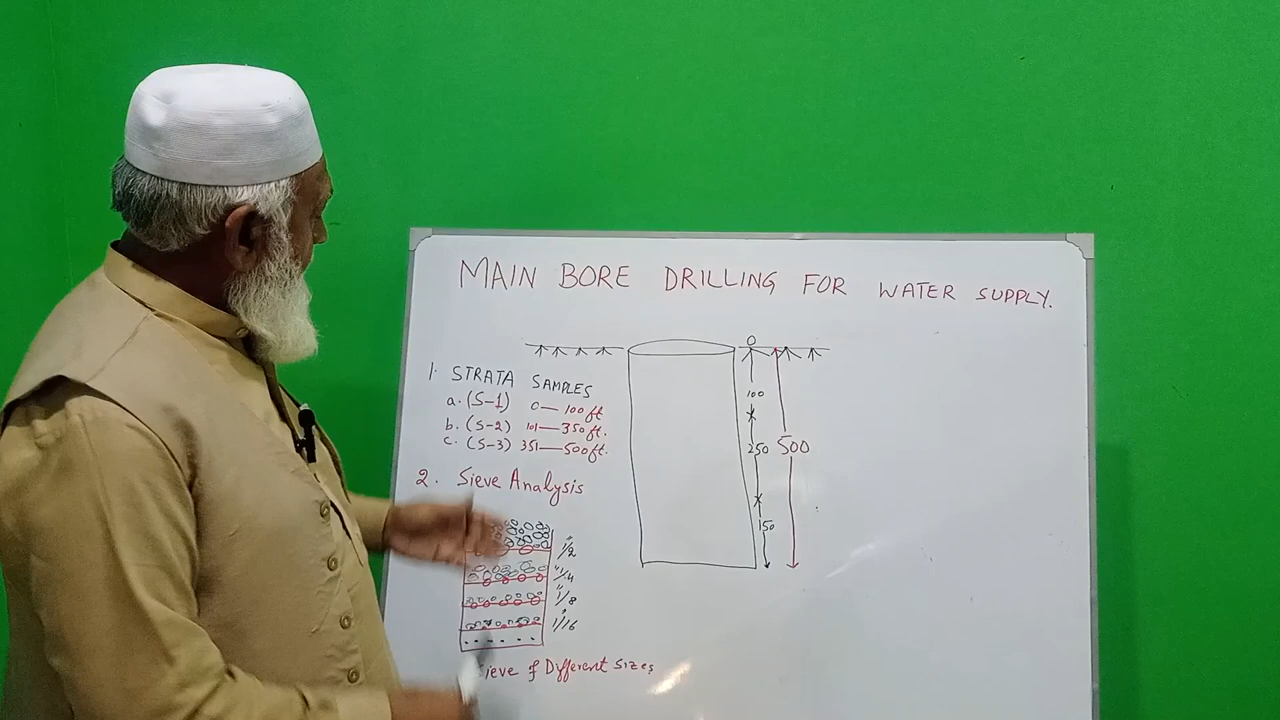 MAIN BORE DRILLING FOR WATER SUPPLY.
O
1. STRATA SAMPLES
a. (S-1) 0 — 100 ft
b. (S-2) 101 — 350 ft.
c. (S-3) 351 — 500 ft.
100
250
500
150
2. Sieve Analysis
1/2"
1/4"
1/8"
1/16"
Sieve of Different Sizes